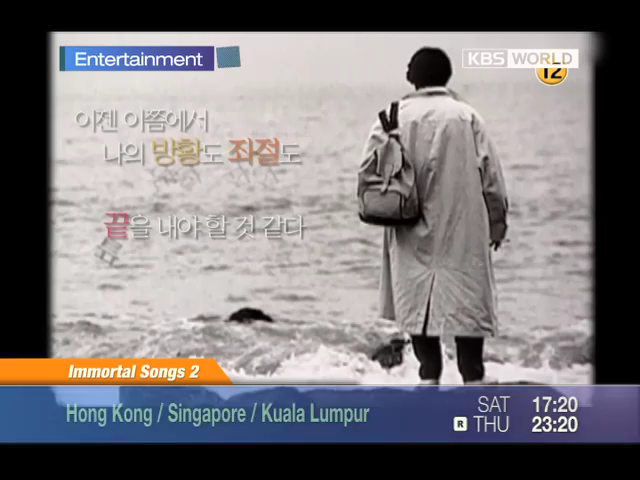 Entertainment
KBS WORLD
12
이젠 이쯤에서
나의 방황도 좌절도
끝을 내야 할 것 같다
Immortal Songs 2
Hong Kong / Singapore / Kuala Lumpur
SAT 17:20
R THU 23:20